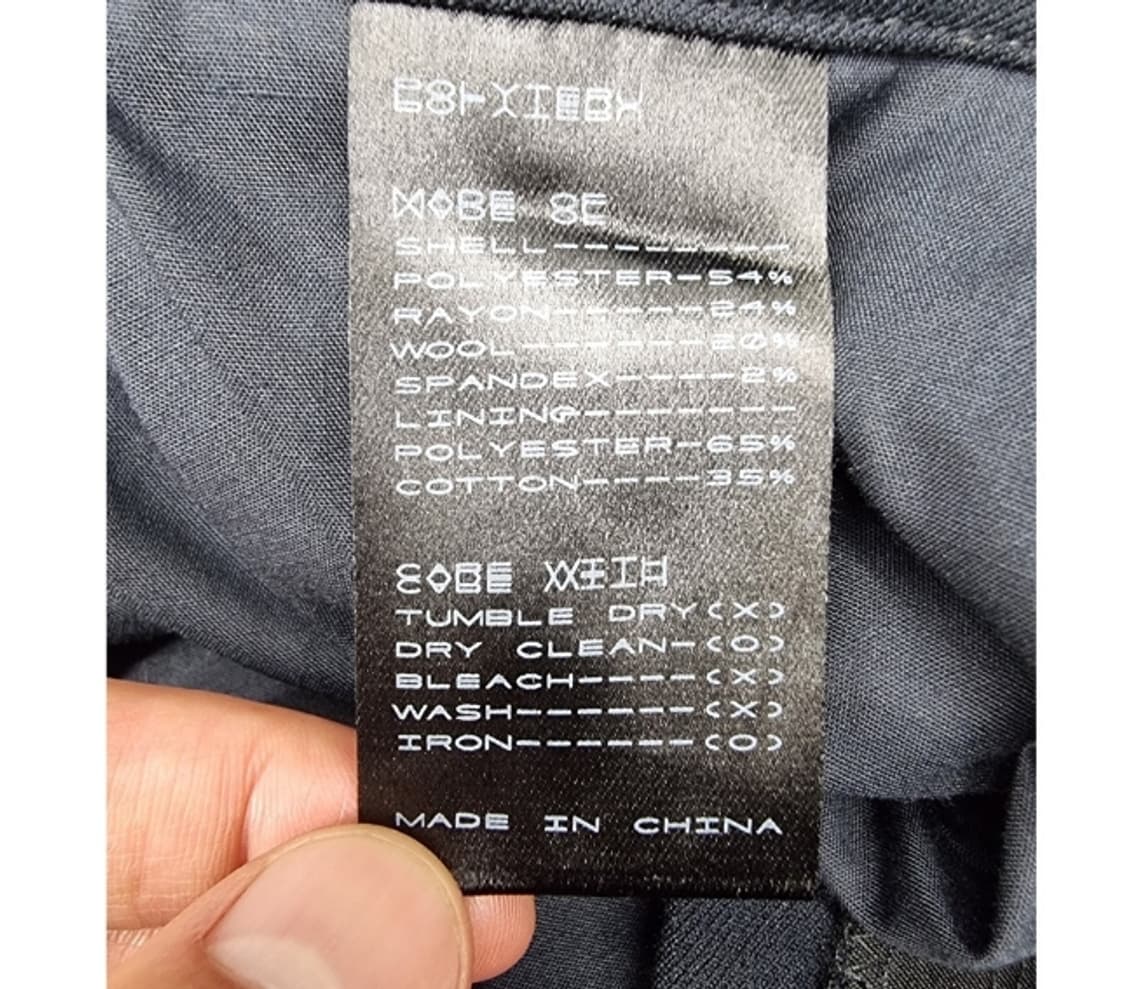 SHELL---------
POLYESTER-54%
RAYON-----24%
WOOL------20%
SPANDEX----2%
LINING--------
POLYESTER-65%
COTTON----35%
TUMBLE DRY(X)
DRY CLEAN-(O)
BLEACH----(X)
WASH------(X)
IRON------(O)
MADE IN CHINA